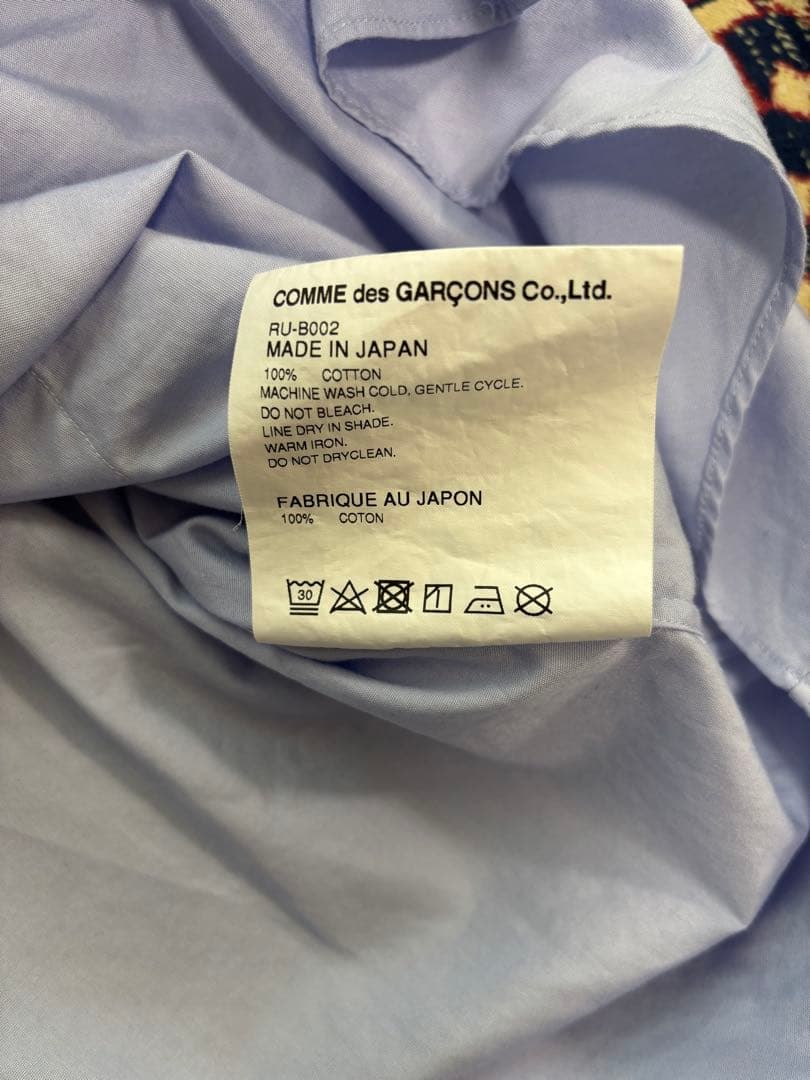 COMME des GARÇONS Co.,Ltd.
RU-B002
MADE IN JAPAN
100% COTTON
MACHINE WASH COLD, GENTLE CYCLE.
DO NOT BLEACH.
LINE DRY IN SHADE.
WARM IRON.
DO NOT DRYCLEAN.
FABRIQUE AU JAPON
100% COTON
30